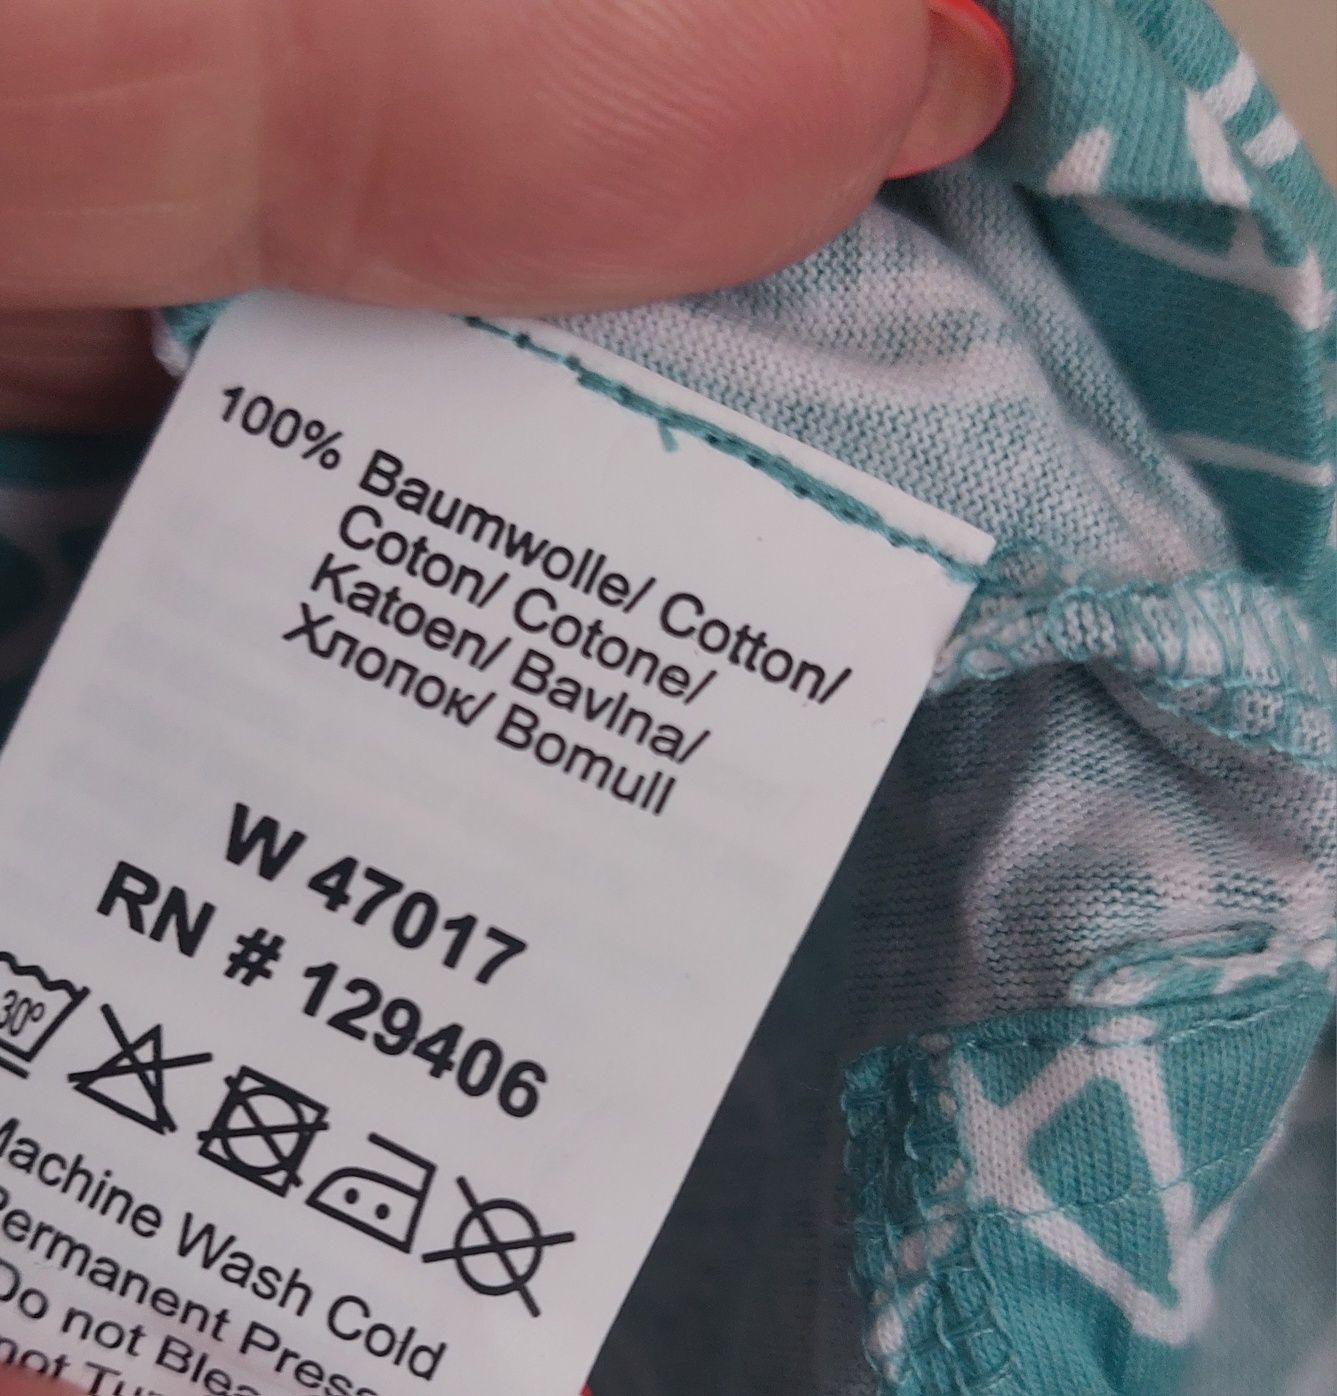 100% Baumwolle/ Cotton/
Coton/ Cotone/
Katoen/ Bavlna/
Хлопок/ Bomull
W 47017
RN # 129406
30°
Machine Wash Cold
Permanent Press
Do not
not